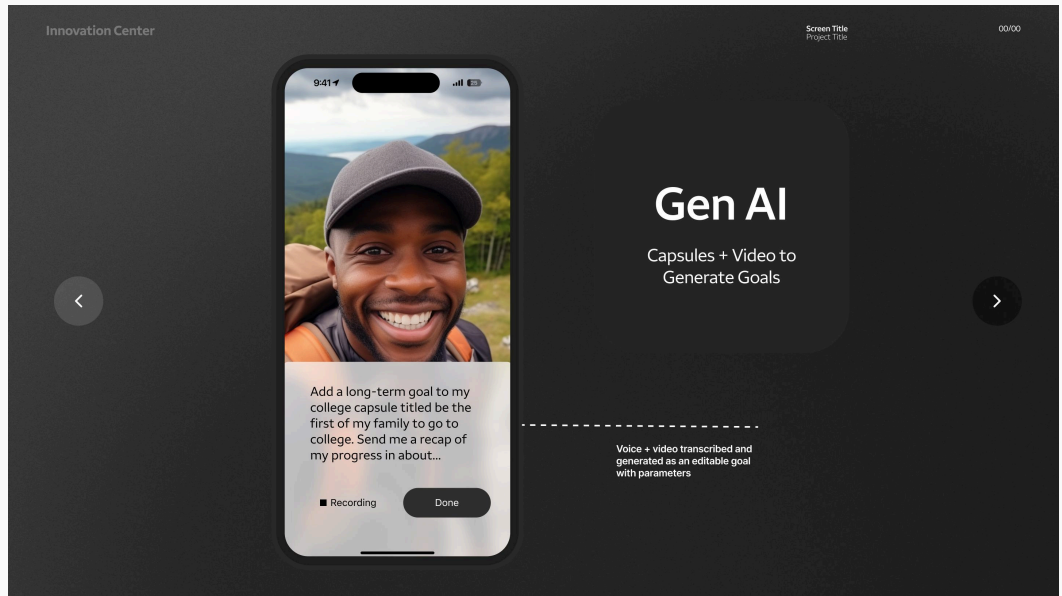 Innovation Center
Screen Title
Project Title
00/00
9:41
Gen AI
Capsules + Video to
Generate Goals
Add a long-term goal to my
college capsule titled be the
first of my family to go to
college. Send me a recap of
my progress in about...
Recording
Done
Voice + video transcribed and
generated as an editable goal
with parameters